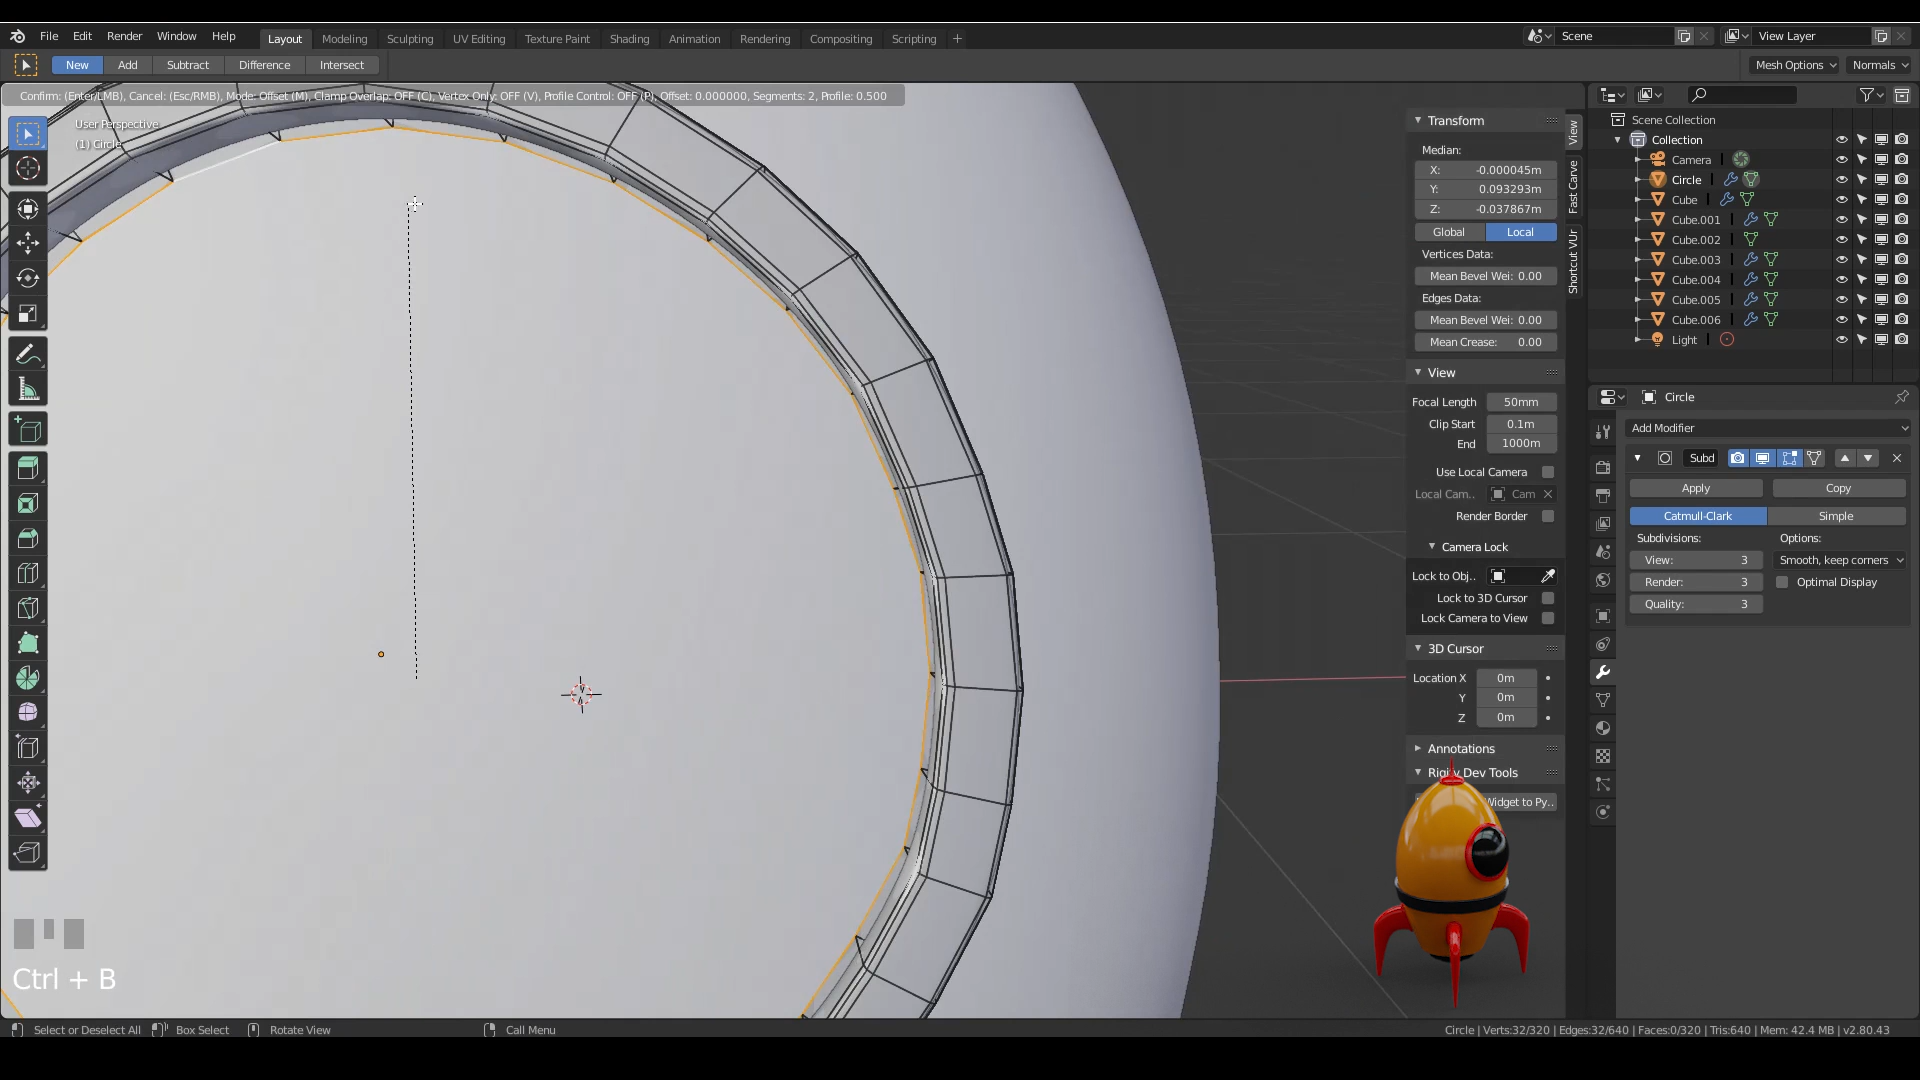 File Edit Render Window Help Layout Modeling Sculpting UV Editing Texture Paint Shading Animation Rendering Compositing Scripting + Scene View Layer
New Add Subtract Difference Intersect Mesh Options Normals
Confirm: (Enter/LMB), Cancel: (Esc/RMB), Mode: Offset (M), Clamp Overlap: OFF (C), Vertex Only: OFF (V), Profile Control: OFF (P), Offset: 0.000000, Segments: 2, Profile: 0.500
User Perspective
(1) Circle
Transform
Median:
X: -0.000045m
Y: 0.093293m
Z: -0.037867m
Global Local
Vertices Data:
Mean Bevel Wei: 0.00
Edges Data:
Mean Bevel Wei: 0.00
Mean Crease: 0.00
View
Focal Length 50mm
Clip Start 0.1m
End 1000m
Use Local Camera
Local Cam.. Cam
Render Border
Camera Lock
Lock to Obj..
Lock to 3D Cursor
Lock Camera to View
3D Cursor
Location X 0m
Y 0m
Z 0m
Annotations
Dev Tools
Widget to Py..
View
Fast Carve
Shortcut VUr
Scene Collection
Collection
Camera
Circle
Cube
Cube.001
Cube.002
Cube.003
Cube.004
Cube.005
Cube.006
Light
Circle
Add Modifier
Subd
Apply Copy
Catmull-Clark Simple
Subdivisions: Options:
View: 3 Smooth, keep corners
Render: 3 Optimal Display
Quality: 3
Ctrl + B
Select or Deselect All Box Select Rotate View Call Menu Circle | Verts:32/320 | Edges:32/640 | Faces:0/320 | Tris:640 | Mem: 42.4 MB | v2.80.43